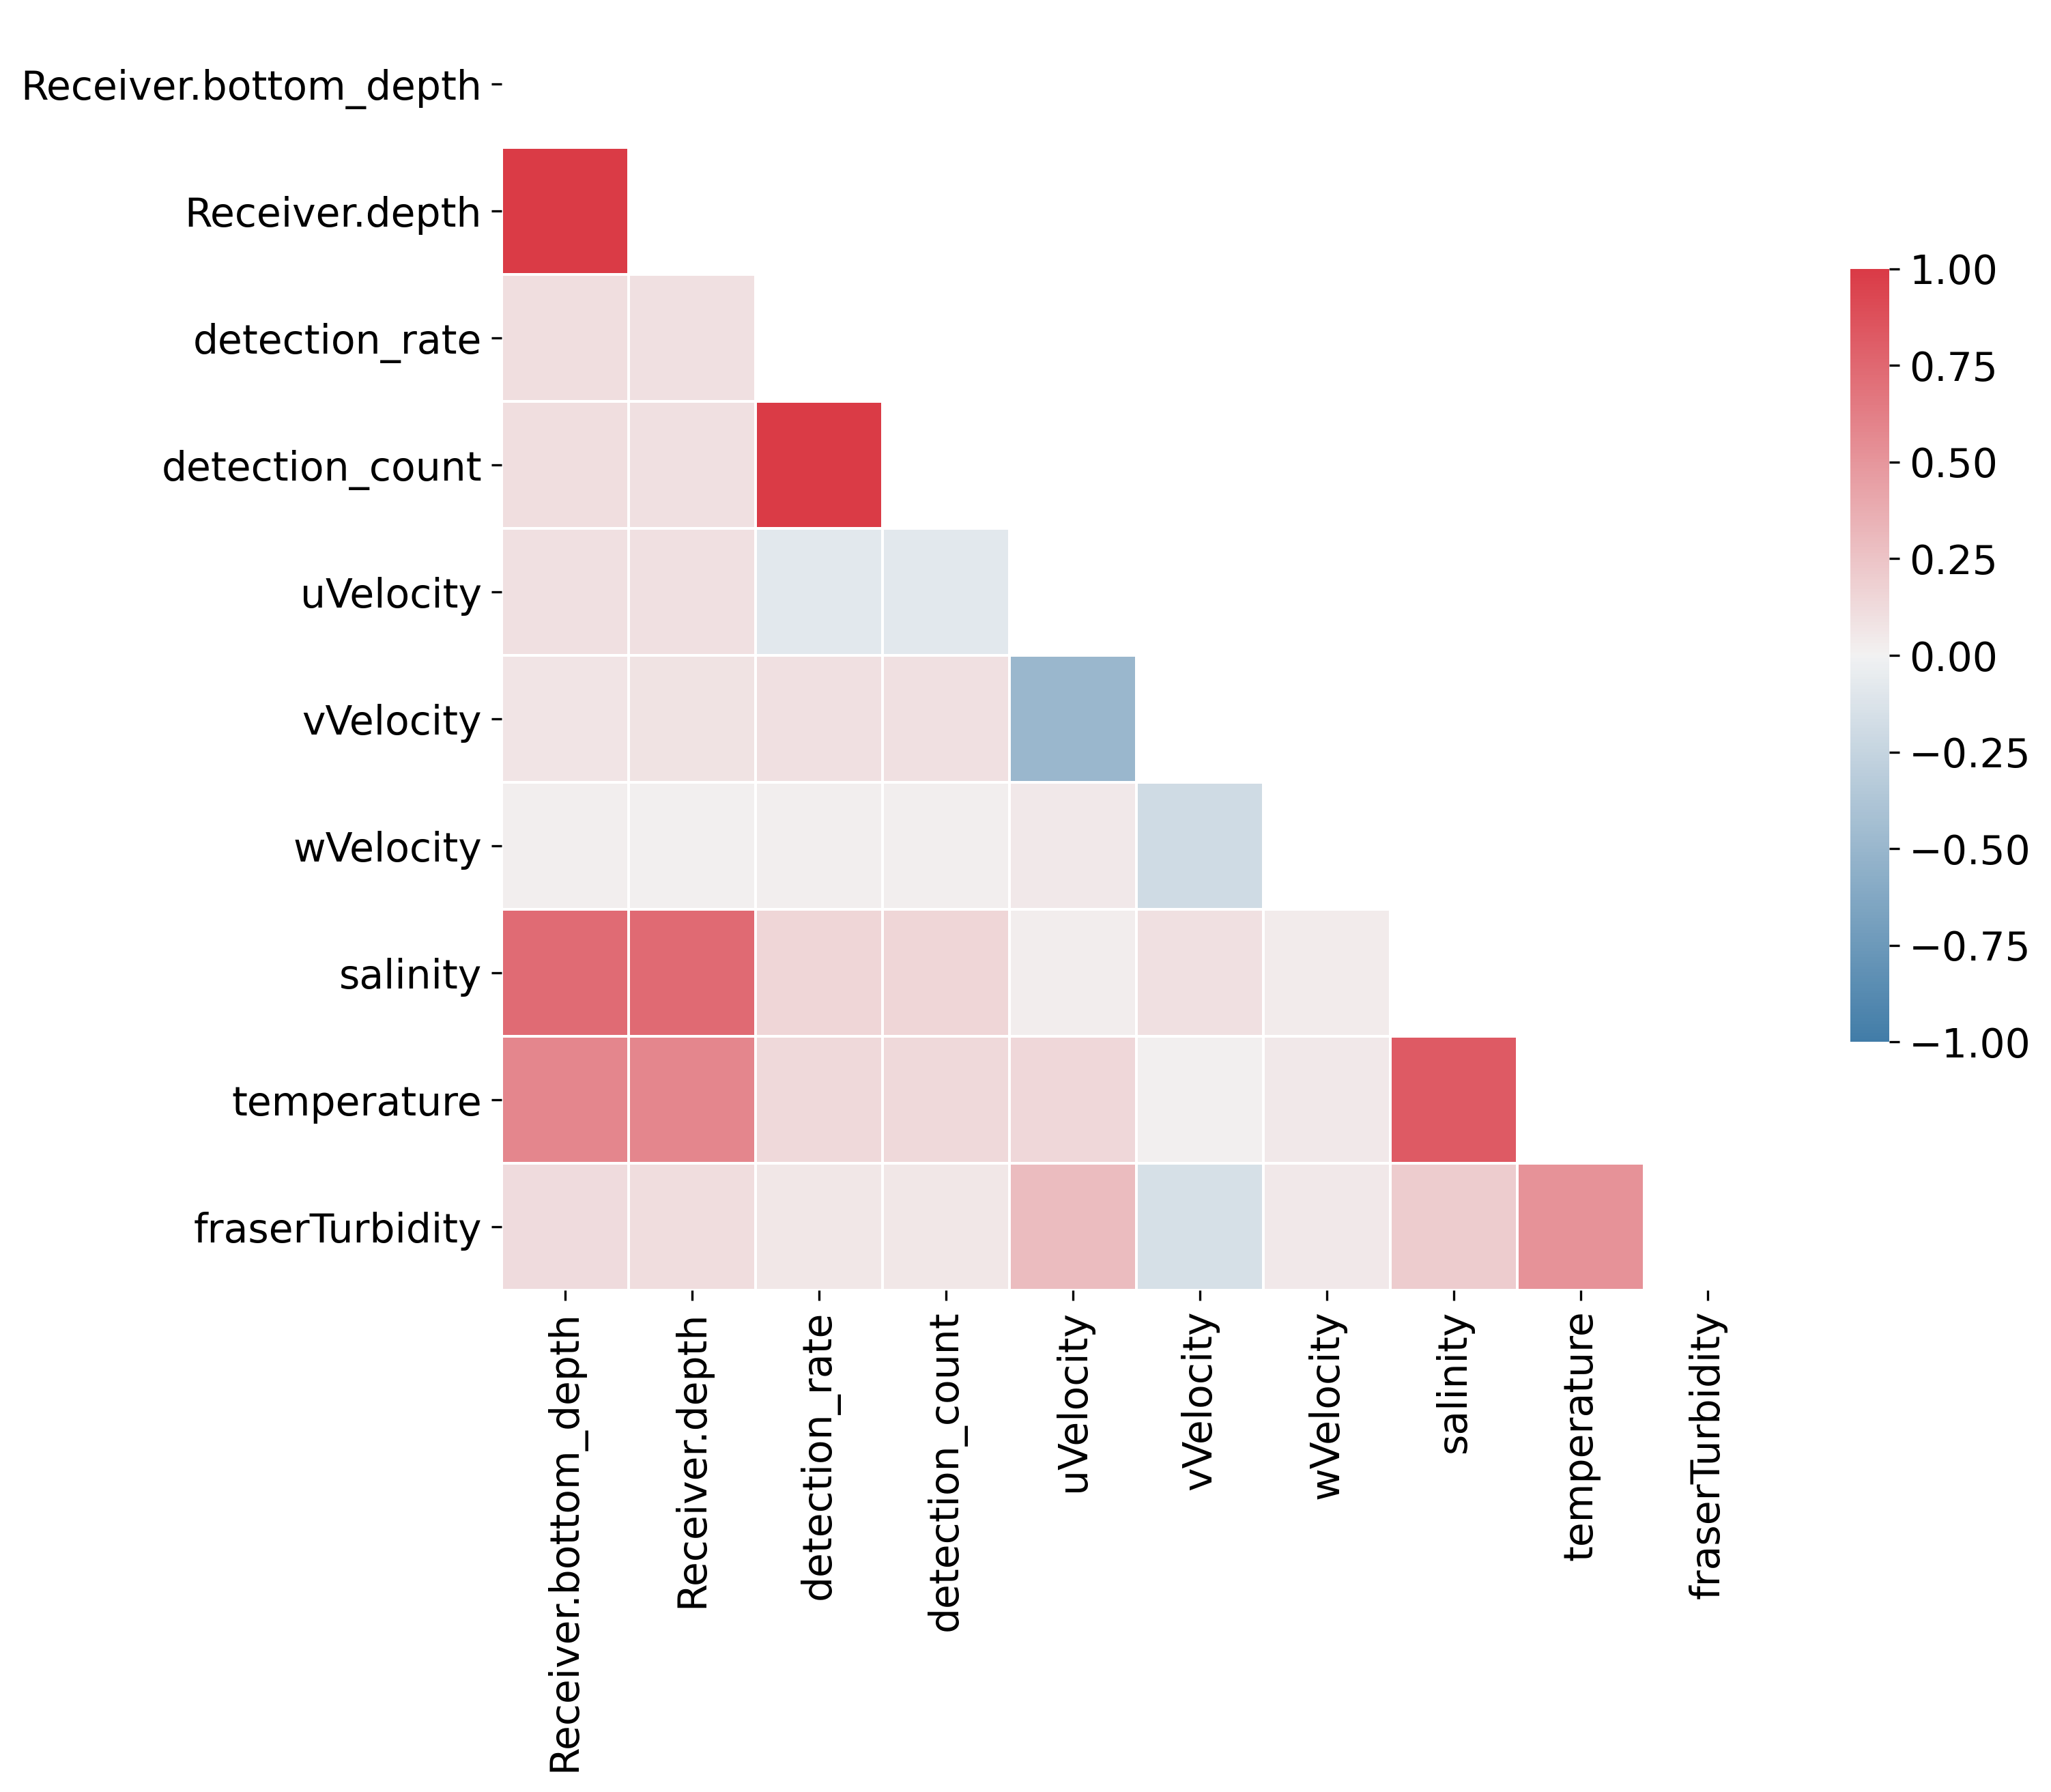 Receiver.bottom_depth
Receiver.depth
detection_rate
detection_count
uVelocity
vVelocity
wVelocity
salinity
temperature
fraserTurbidity
Receiver.bottom_depth
Receiver.depth
detection_rate
detection_count
uVelocity
vVelocity
wVelocity
salinity
temperature
fraserTurbidity
1.00
0.75
0.50
0.25
0.00
−0.25
−0.50
−0.75
−1.00